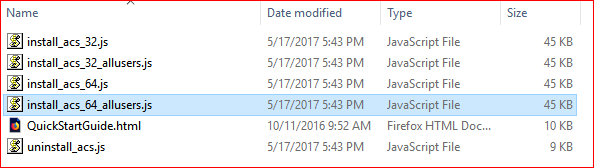 Name Date modified Type Size
install_acs_32.js 5/17/2017 5:43 PM JavaScript File 45 KB
install_acs_32_allusers.js 5/17/2017 5:43 PM JavaScript File 45 KB
install_acs_64.js 5/17/2017 5:43 PM JavaScript File 45 KB
install_acs_64_allusers.js 5/17/2017 5:43 PM JavaScript File 45 KB
QuickStartGuide.html 10/11/2016 9:52 AM Firefox HTML Doc... 10 KB
uninstall_acs.js 5/17/2017 5:43 PM JavaScript File 9 KB